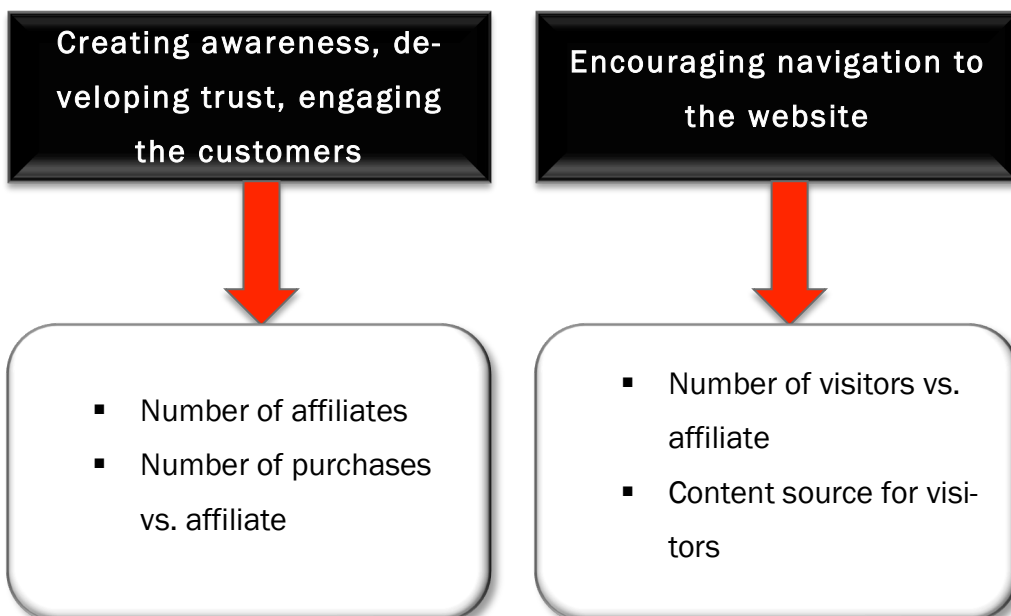 Creating awareness, de-
veloping trust, engaging
the customers
Encouraging navigation to
the website
▪ Number of affiliates
▪ Number of purchases
vs. affiliate
▪ Number of visitors vs.
affiliate
▪ Content source for visi-
tors